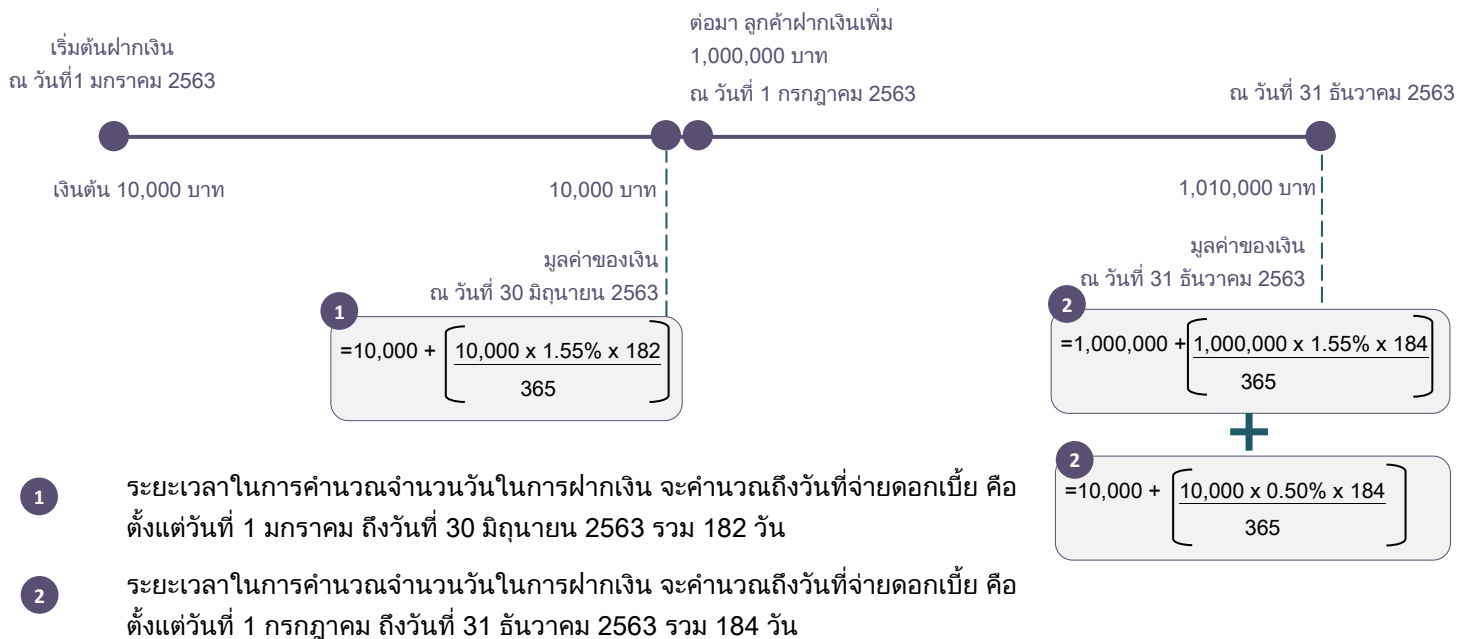 เริ่มต้นฝากเงิน
ณ วันที่1 มกราคม 2563
ต่อมา ลูกค้าฝากเงินเพิ่ม
1,000,000 บาท
ณ วันที่ 1 กรกฎาคม 2563
ณ วันที่ 31 ธันวาคม 2563
เงินต้น 10,000 บาท
10,000 บาท
1,010,000 บาท
มูลค่าของเงิน
ณ วันที่ 30 มิถุนายน 2563
มูลค่าของเงิน
ณ วันที่ 31 ธันวาคม 2563
1
=10,000 + [10,000 x 1.55% x 182
365]
2
=1,000,000 + [1,000,000 x 1.55% x 184
365]
+
2
=10,000 + [10,000 x 0.50% x 184
365]
1
ระยะเวลาในการคำนวณจำนวนวันในการฝากเงิน จะคำนวณถึงวันที่จ่ายดอกเบี้ย คือ
ตั้งแต่วันที่ 1 มกราคม ถึงวันที่ 30 มิถุนายน 2563 รวม 182 วัน
2
ระยะเวลาในการคำนวณจำนวนวันในการฝากเงิน จะคำนวณถึงวันที่จ่ายดอกเบี้ย คือ
ตั้งแต่วันที่ 1 กรกฎาคม ถึงวันที่ 31 ธันวาคม 2563 รวม 184 วัน